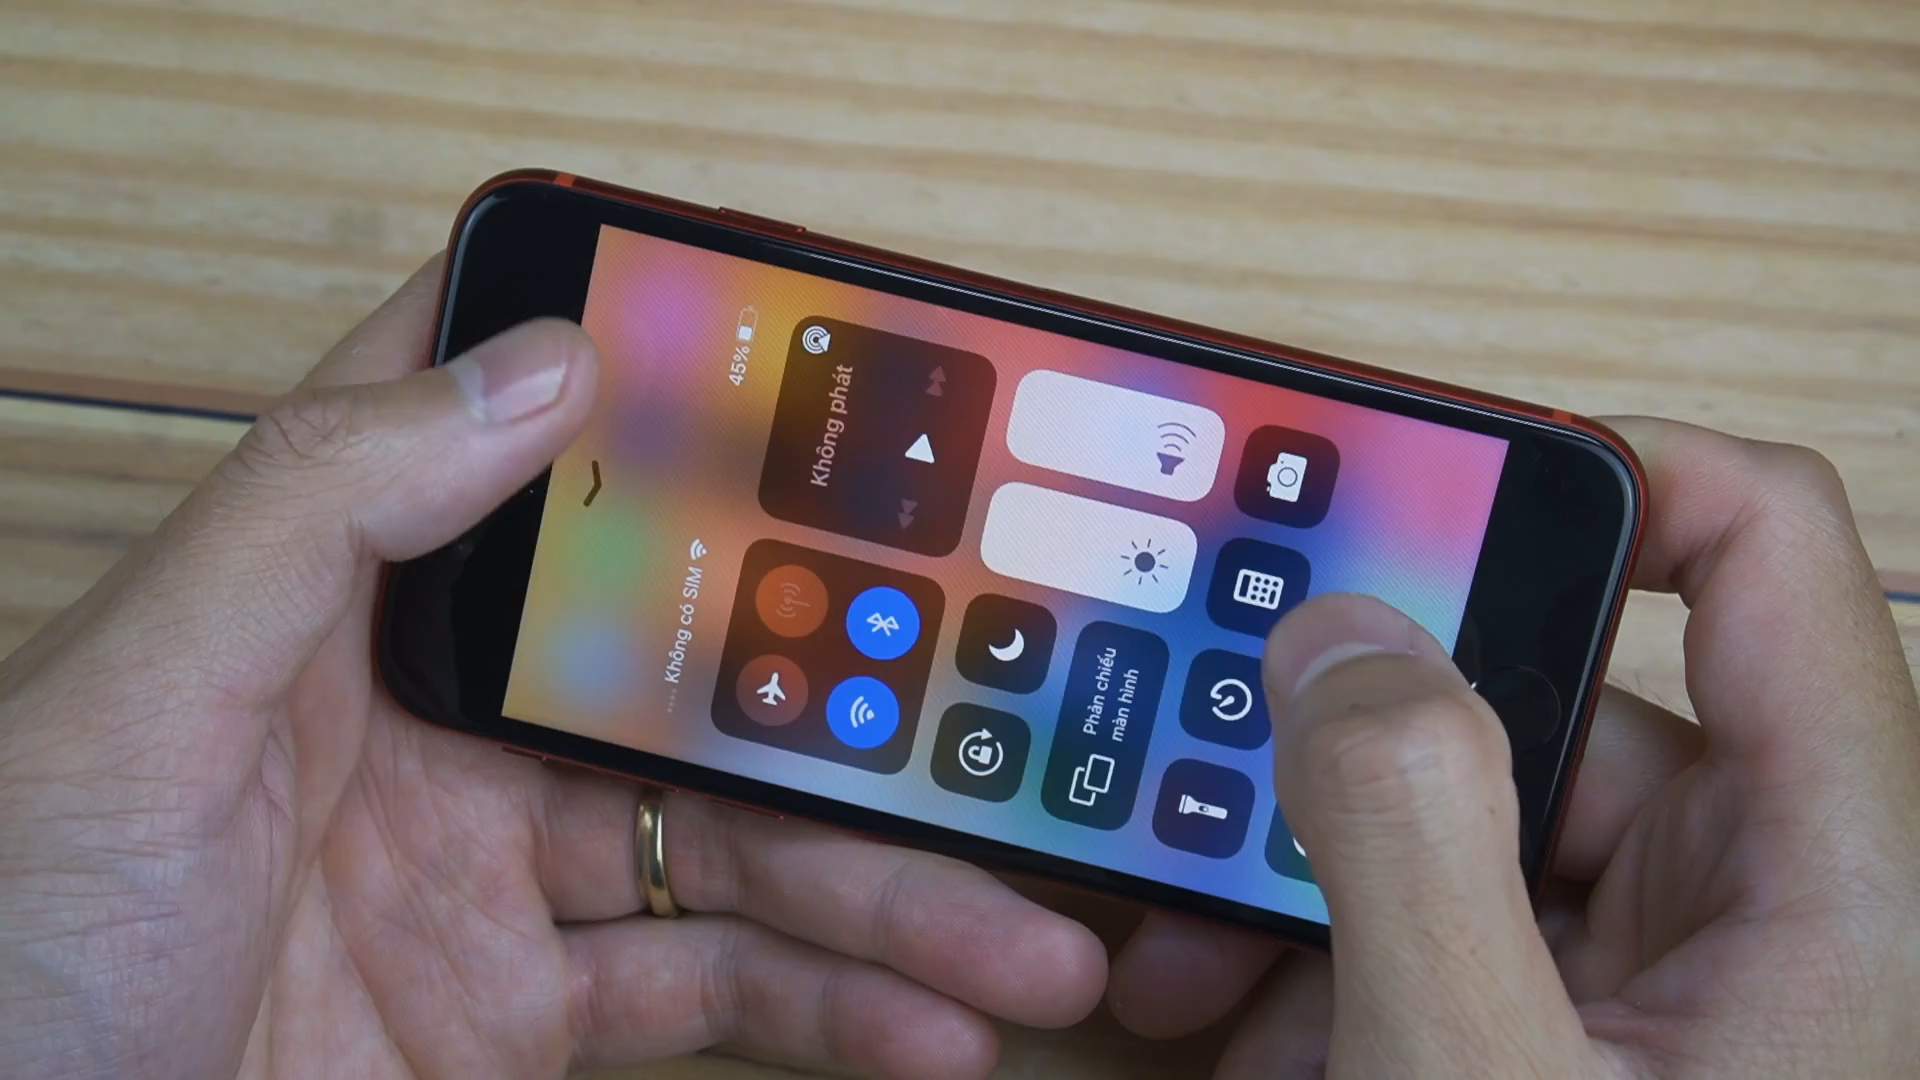 Không có SIM
45%
Không phát
Phản chiếu
màn hình